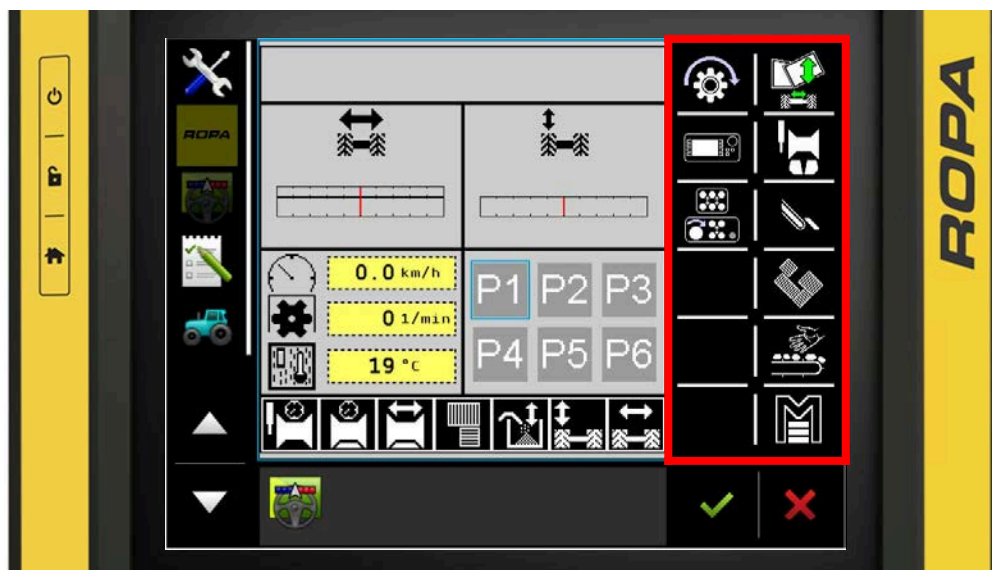 ROPA
ROPA
0.0 km/h
0 1/min
19 °C
P1 P2 P3
P4 P5 P6